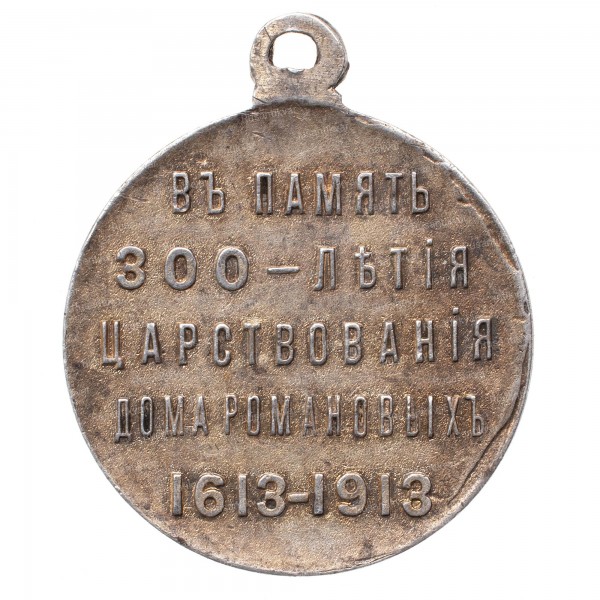 ВЪ ПАМЯТЬ
300-ЛѢТІЯ
ЦАРСТВОВАНІЯ
ДОМА РОМАНОВЫХЪ
1613-1913